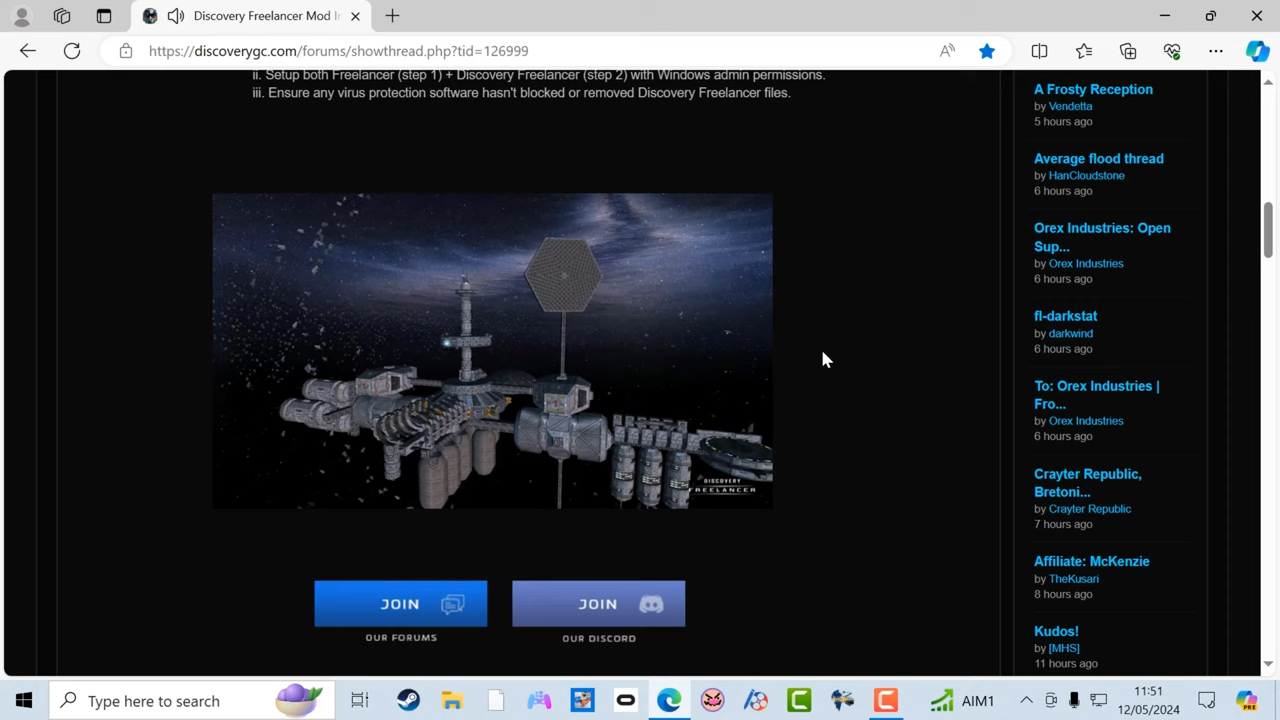 Discovery Freelancer Mod In
https://discoverygc.com/forums/showthread.php?tid=126999
ii. Setup both Freelancer (step 1) + Discovery Freelancer (step 2) with Windows admin permissions.
iii. Ensure any virus protection software hasn't blocked or removed Discovery Freelancer files.
DISCOVERY
FREELANCER
JOIN
OUR FORUMS
JOIN
OUR DISCORD
A Frosty Reception
by Vendetta
5 hours ago
Average flood thread
by HanCloudstone
6 hours ago
Orex Industries: Open
Sup...
by Orex Industries
6 hours ago
fl-darkstat
by darkwind
6 hours ago
To: Orex Industries |
Fro...
by Orex Industries
6 hours ago
Crayter Republic,
Bretoni...
by Crayter Republic
7 hours ago
Affiliate: McKenzie
by TheKusari
8 hours ago
Kudos!
by [MHS]
11 hours ago
Type here to search
AIM1
11:51
12/05/2024
PRE